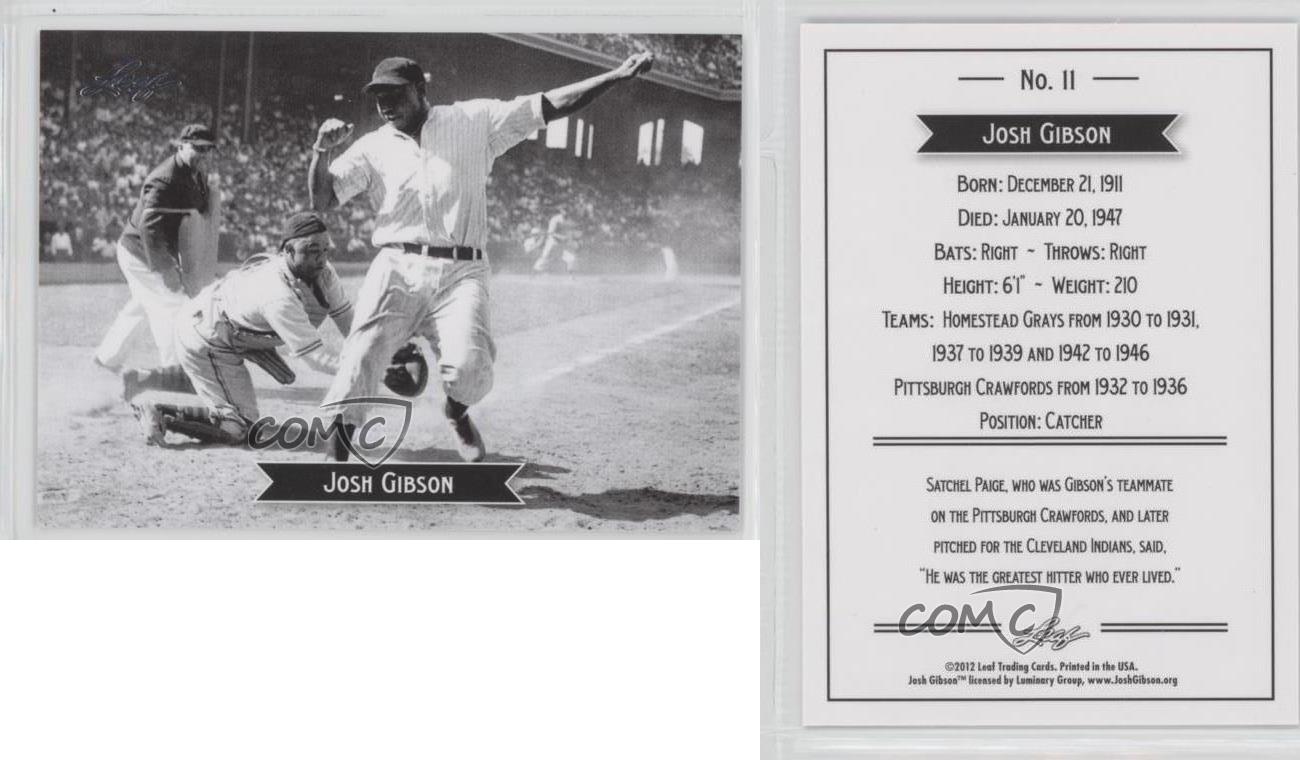 Leaf
COMC
Josh Gibson
No. 11
Josh Gibson
Born: December 21, 1911
Died: January 20, 1947
Bats: Right ~ Throws: Right
Height: 6'1" ~ Weight: 210
Teams: Homestead Grays from 1930 to 1931,
1937 to 1939 and 1942 to 1946
Pittsburgh Crawfords from 1932 to 1936
Position: Catcher
Satchel Paige, who was Gibson's teammate
on the Pittsburgh Crawfords, and later
pitched for the Cleveland Indians, said,
"He was the greatest hitter who ever lived."
COMC
Leaf
©2012 Leaf Trading Cards. Printed in the USA.
Josh Gibson™ licensed by Luminary Group, www.JoshGibson.org